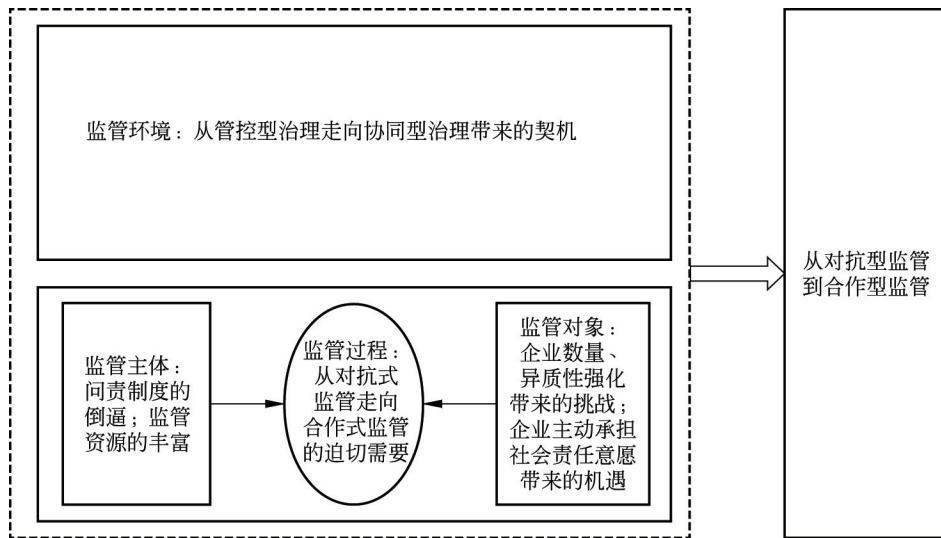 监管环境：从管控型治理走向协同型治理带来的契机
监管主体：
问责制度的
倒逼；监管
资源的丰富
监管过程：
从对抗式
监管走向
合作式监管
的迫切需要
监管对象：
企业数量、
异质性强化
带来的挑战；
企业主动承担
社会责任意愿
带来的机遇
从对抗型监管
到合作型监管